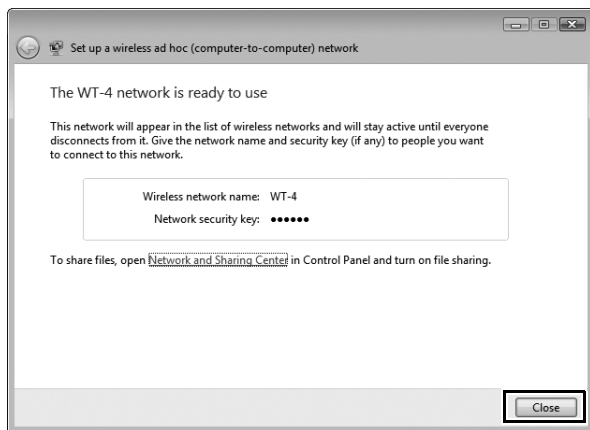 Set up a wireless ad hoc (computer-to-computer) network
The WT-4 network is ready to use
This network will appear in the list of wireless networks and will stay active until everyone
disconnects from it. Give the network name and security key (if any) to people you want
to connect to this network.
Wireless network name: WT-4
Network security key: ●●●●●●
To share files, open Network and Sharing Center in Control Panel and turn on file sharing.
Close